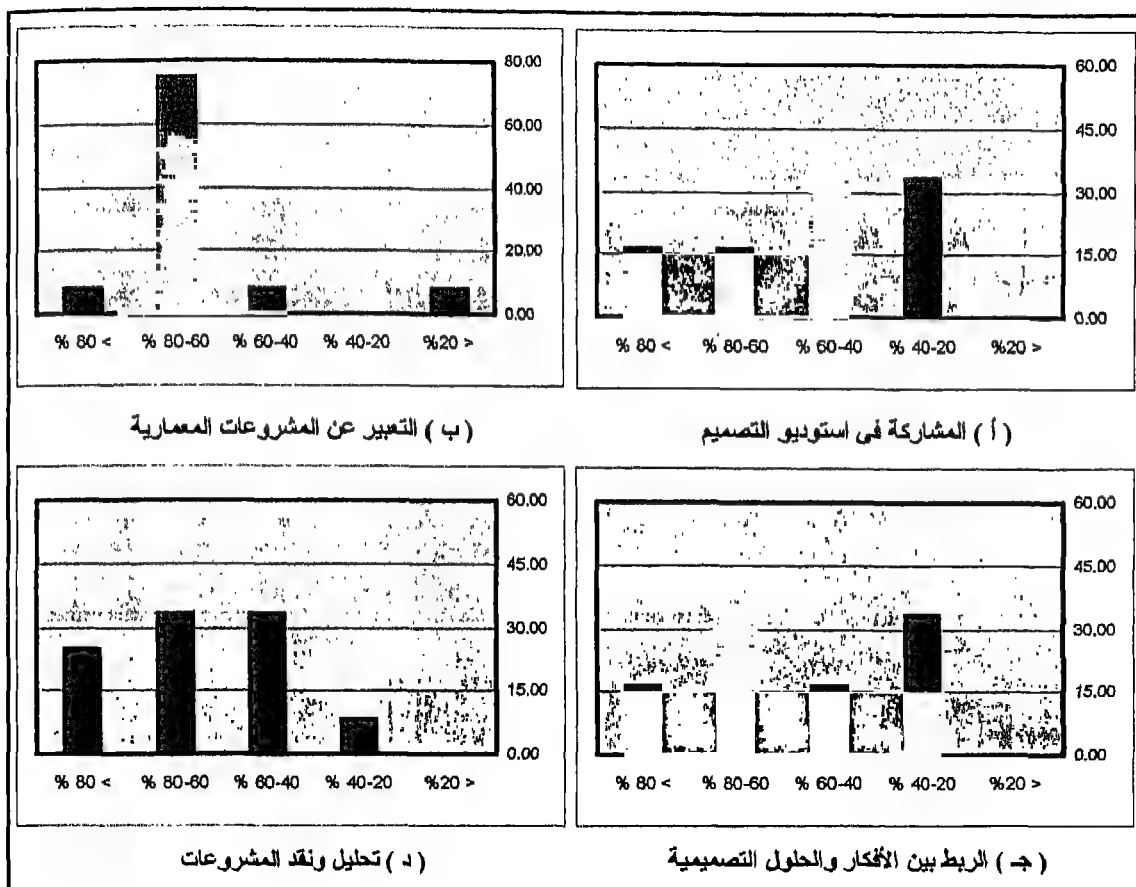 60.00
45.00
30.00
15.00
0.00
%20 > % 40-20 % 60-40 % 80-60 % 80 <
( أ ) المشاركة في استوديو التصميم
80.00
60.00
40.00
20.00
0.00
%20 > % 40-20 % 60-40 % 80-60 % 80 <
( ب ) التعبير عن المشروعات المعمارية
60.00
45.00
30.00
15.00
0.00
%20 > % 40-20 % 60-40 % 80-60 % 80 <
( جـ ) الربط بين الأفكار والحلول التصميمية
60.00
45.00
30.00
15.00
0.00
%20 > % 40-20 % 60-40 % 80-60 % 80 <
( د ) تحليل ونقد المشروعات